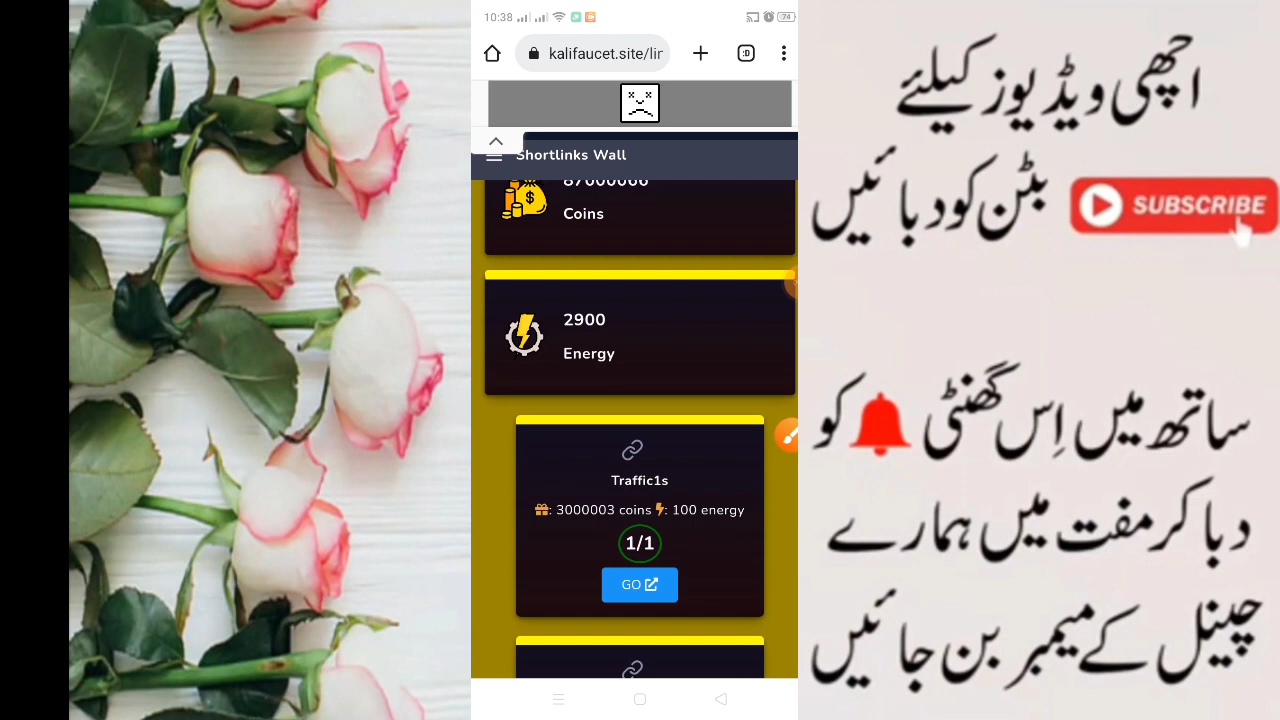 10:38
74
kalifaucet.site/lir
:D
Shortlinks Wall
87000066
Coins
2900
Energy
Traffic1s
: 3000003 coins : 100 energy
1/1
GO
اچھی ویڈیوز کیلئے
بٹن کو دبائیں SUBSCRIBE
ساتھ میں اِس گھنٹی کو
دبا کر مفت میں ہمارے
چینل کے میمبر بن جائیں